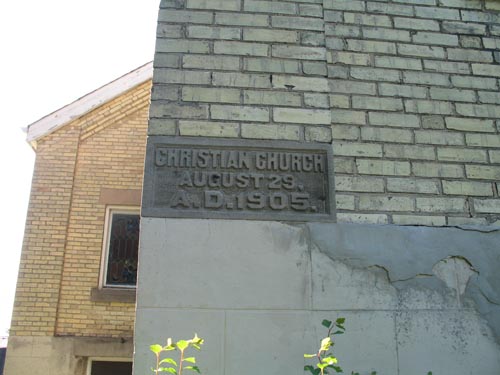 CHRISTIAN CHURCH
AUGUST 29.
A.D.1905.